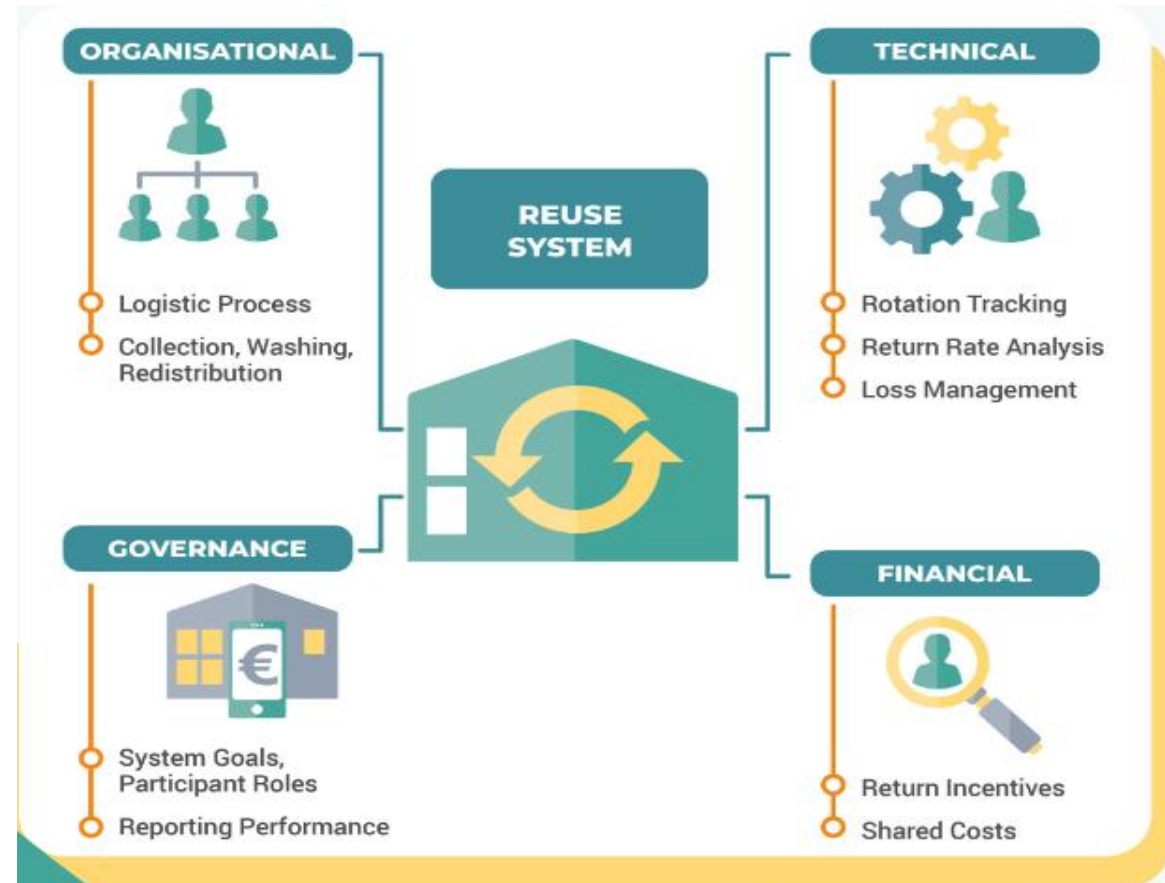 ORGANISATIONAL
Logistic Process
Collection, Washing,
Redistribution
REUSE
SYSTEM
TECHNICAL
Rotation Tracking
Return Rate Analysis
Loss Management
GOVERNANCE
€
System Goals,
Participant Roles
Reporting Performance
FINANCIAL
Return Incentives
Shared Costs